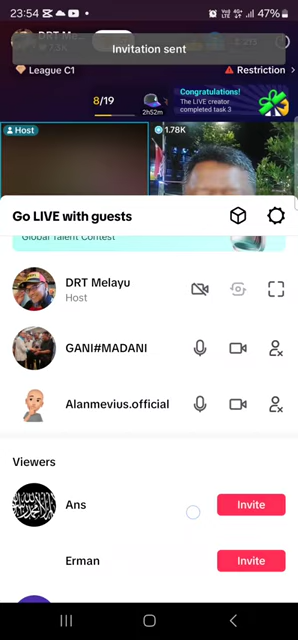 23:54
47%
Invitation sent
DRT Me...
League C1
Restriction
8/19
2h52m
Congratulations!
The LIVE creator
completed task 3
Host
1.78K
Go LIVE with guests
Global Talent Contest
DRT Melayu
Host
GANI#MADANI
Alanmevius.official
Viewers
Ans
Invite
Erman
Invite